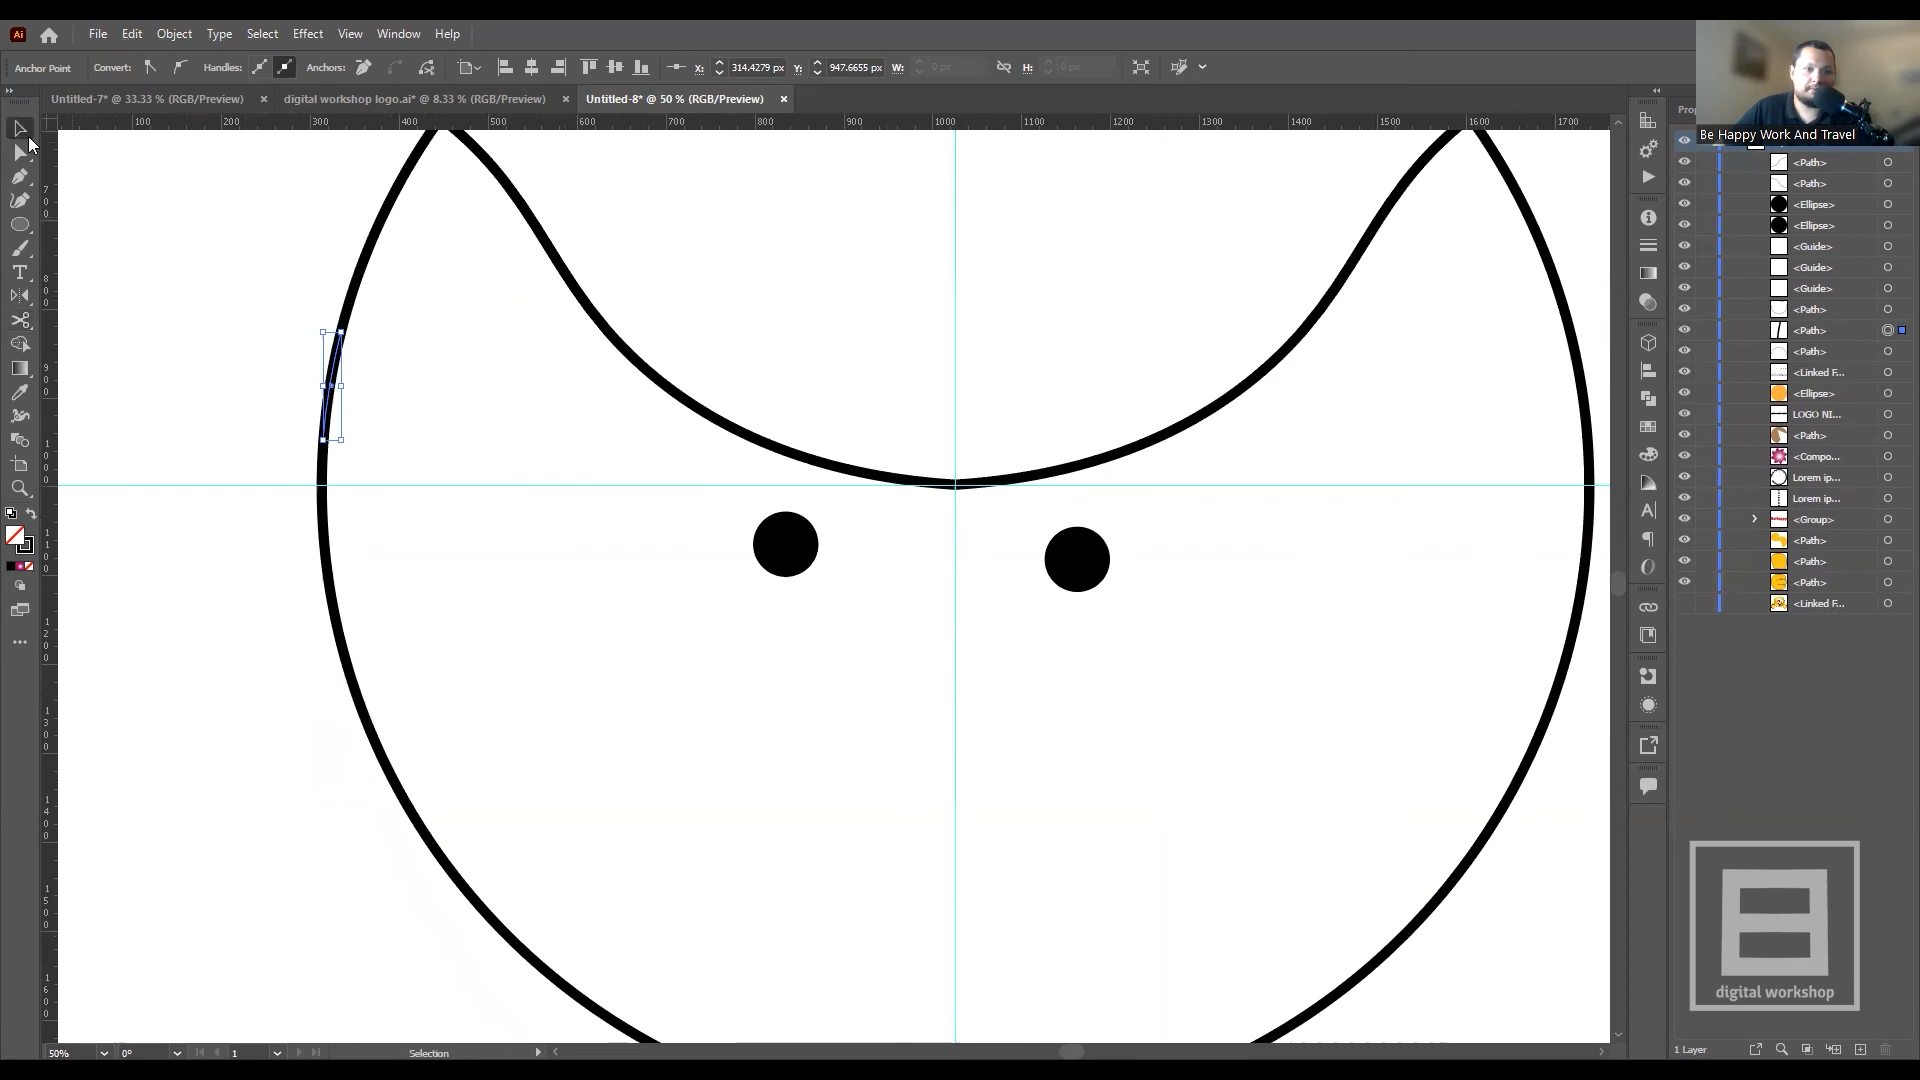 Ai File Edit Object Type Select Effect View Window Help
Anchor Point Convert: Handles: Anchors: X: 314.4279 px Y: 947.6655 px W: 0 px H: 0 px
Be Happy Work And Travel
Untitled-7* @ 33.33 % (RGB/Preview) × digital workshop logo.ai* @ 8.33 % (RGB/Preview) × Untitled-8* @ 50 % (RGB/Preview) ×
100 200 300 400 500 600 700 800 900 1000 1100 1200 1300 1400 1500 1600 1700
<Path>
<Path>
<Ellipse>
<Ellipse>
<Guide>
<Guide>
<Guide>
<Path>
<Path>
<Path>
<Linked F...
<Ellipse>
LOGO NI...
<Path>
<Compo...
Lorem ip...
Lorem ip...
<Group>
<Path>
<Path>
<Path>
<Linked F...
digital workshop
50% 0° 1 Selection
1 Layer